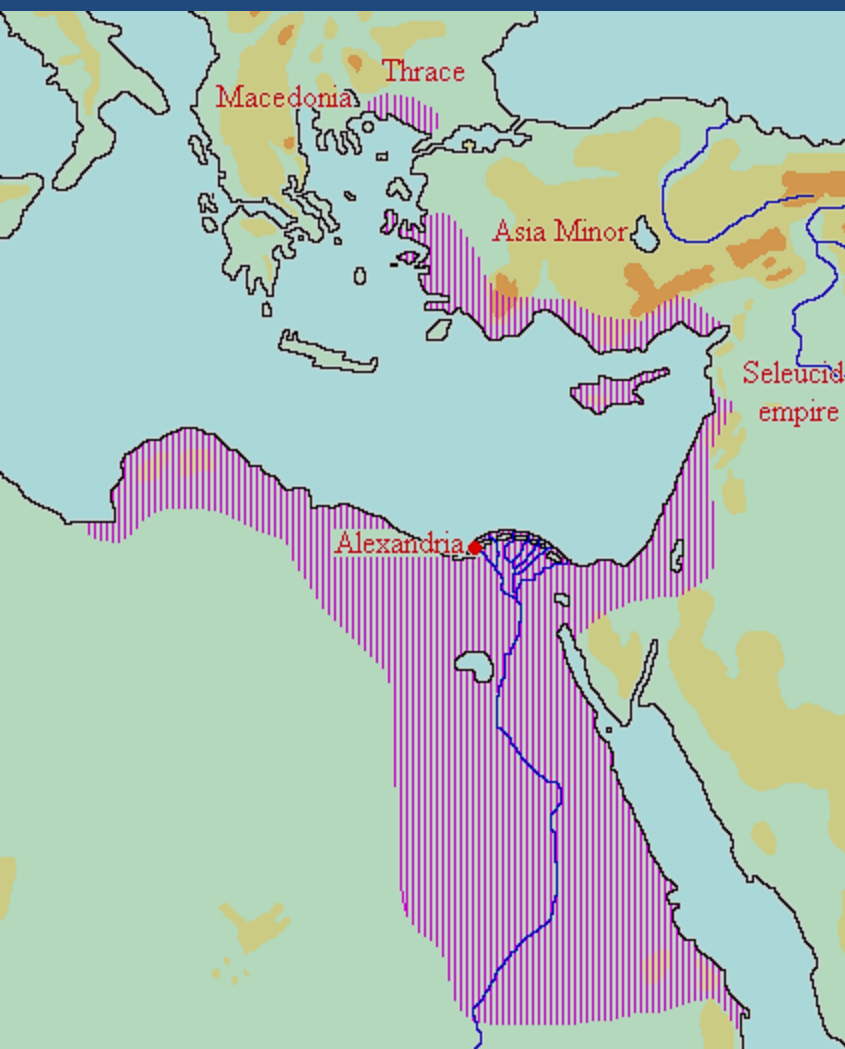 Thrace
Macedonia
Asia Minor
Seleucid
empire
Alexandria